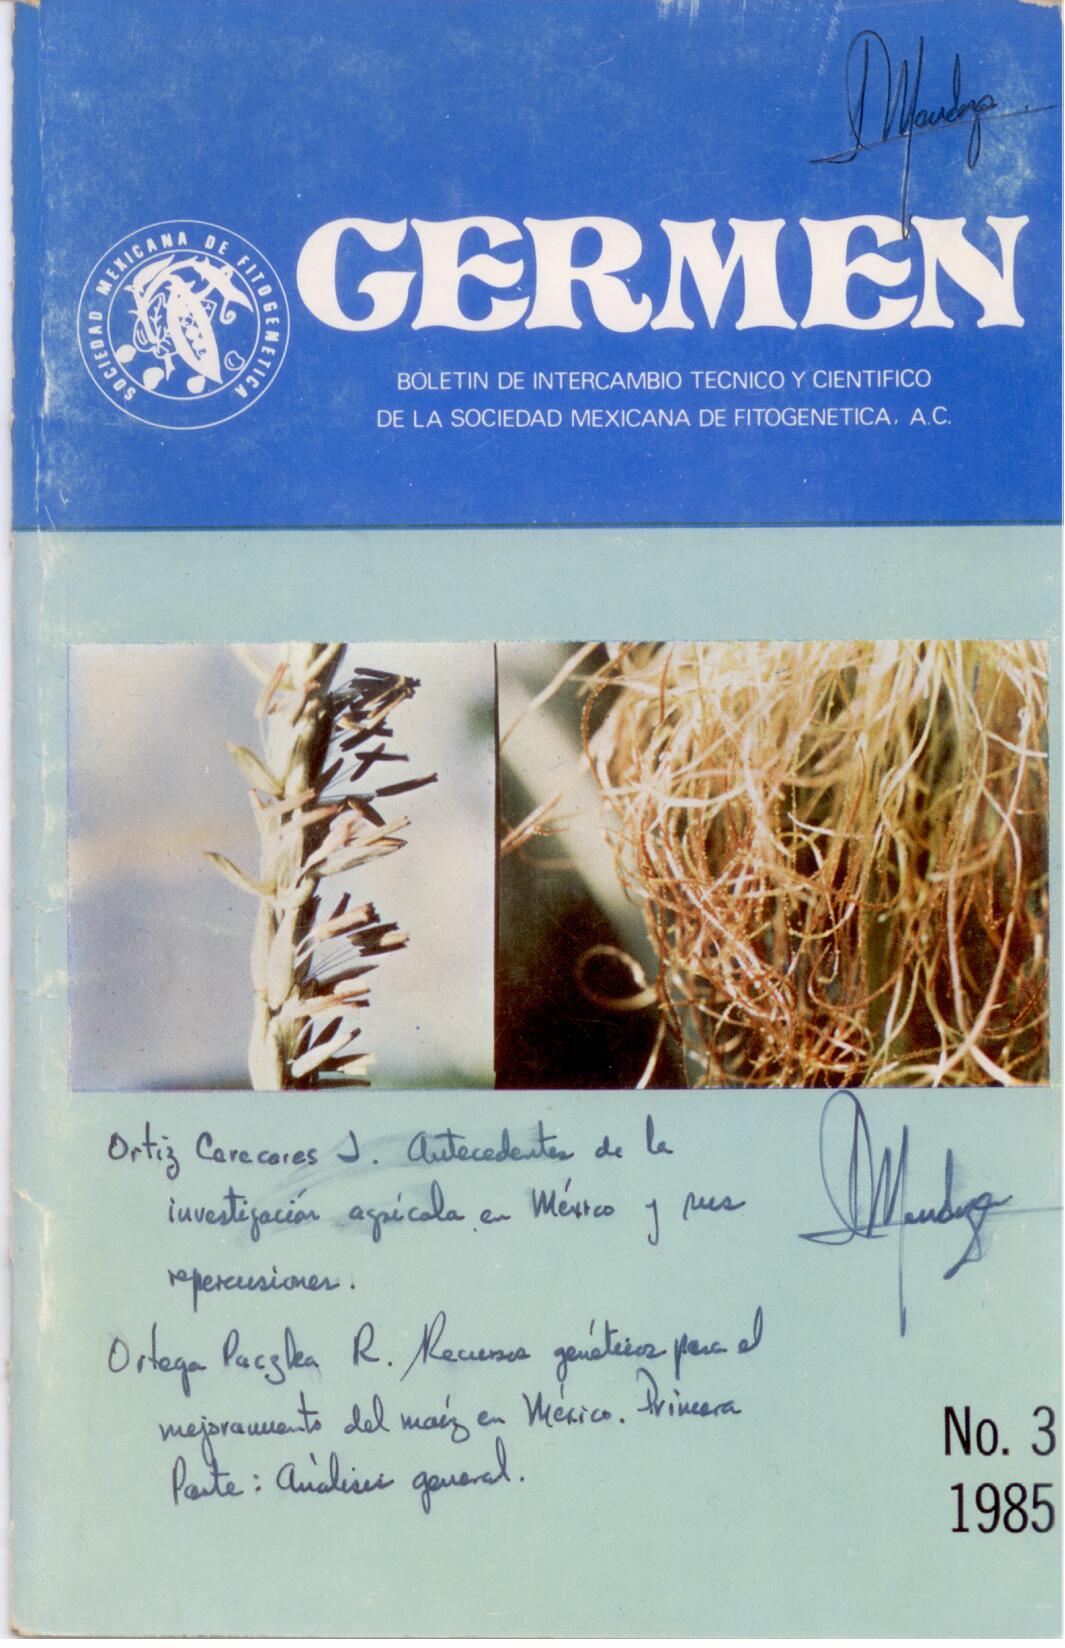 Mendoza
SOCIEDAD MEXICANA DE FITOGENETICA
GERMEN
BOLETIN DE INTERCAMBIO TECNICO Y CIENTIFICO
DE LA SOCIEDAD MEXICANA DE FITOGENETICA, A.C.
Ortiz Cereceres J. Antecedentes de la
investigación agrícola en México y sus
repercusiones.
Mendoza
Ortega Paczka R. Recursos genéticos para el
mejoramiento del maíz en México. Primera
Parte: Análisis general.
No. 3
1985